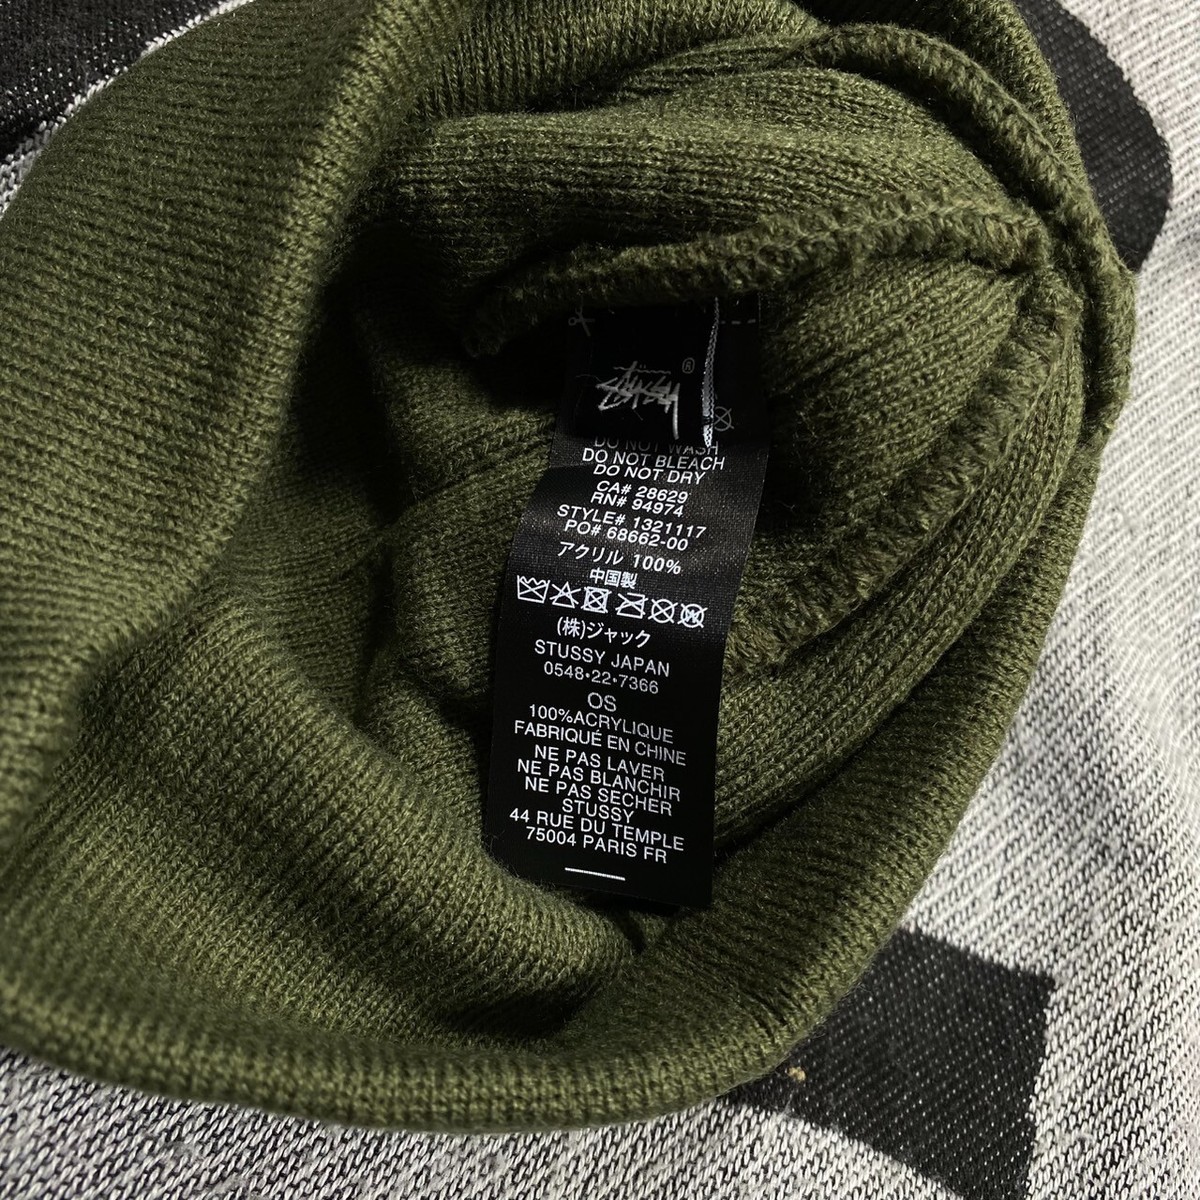 Stüssy ®
DO NOT WASH
DO NOT BLEACH
DO NOT DRY
CA# 28629
RN# 94974
STYLE# 1321117
PO# 68662-00
アクリル 100%
中国製
W
(株)ジャック
STUSSY JAPAN
0548•22•7366
OS
100%ACRYLIQUE
FABRIQUÉ EN CHINE
NE PAS LAVER
NE PAS BLANCHIR
NE PAS SECHER
STUSSY
44 RUE DU TEMPLE
75004 PARIS FR